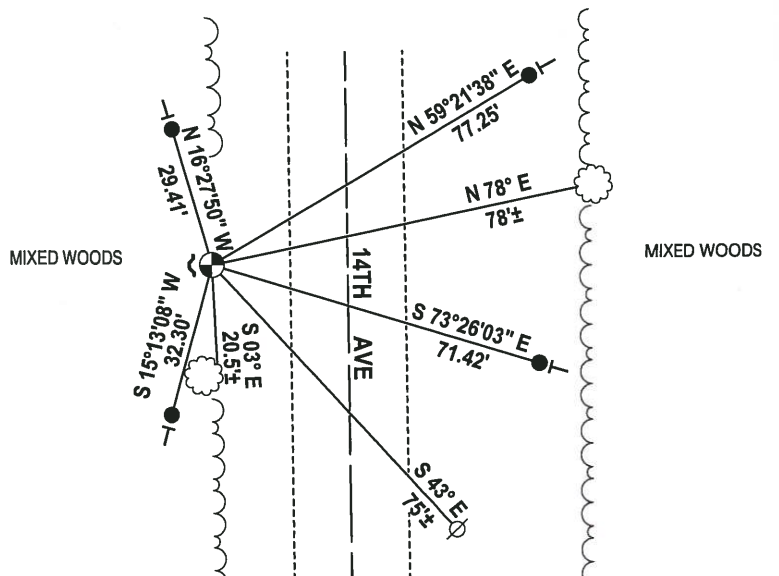 N 59°21'38" E
77.25'
N 16°27'50" W
29.41'
N 78° E
78'±
MIXED WOODS
MIXED WOODS
14TH AVE
S 73°26'03" E
71.42'
S 15°13'08" W
32.30'
S 03° E
20.5'±
S 43° E
75'±